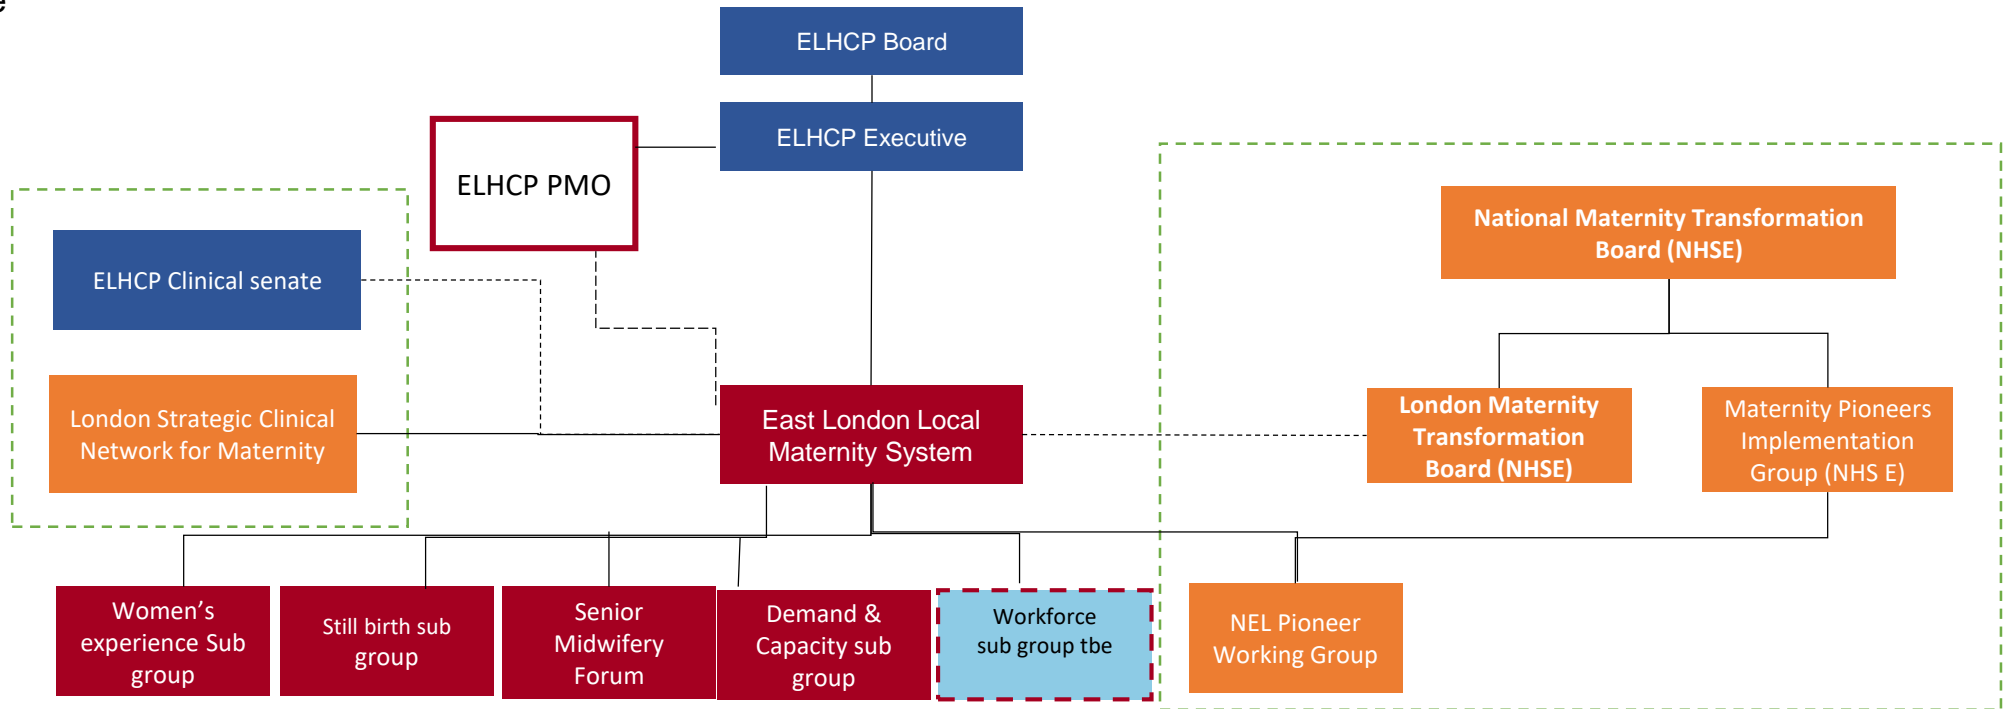 e
ELHCP Board
ELHCP Executive
ELHCP PMO
National Maternity Transformation
Board (NHSE)
ELHCP Clinical senate
London Strategic Clinical
Network for Maternity
East London Local
Maternity System
London Maternity
Transformation
Board (NHSE)
Maternity Pioneers
Implementation
Group (NHS E)
Women’s
experience Sub
group
Still birth sub
group
Senior
Midwifery
Forum
Demand &
Capacity sub
group
Workforce
sub group tbe
NEL Pioneer
Working Group